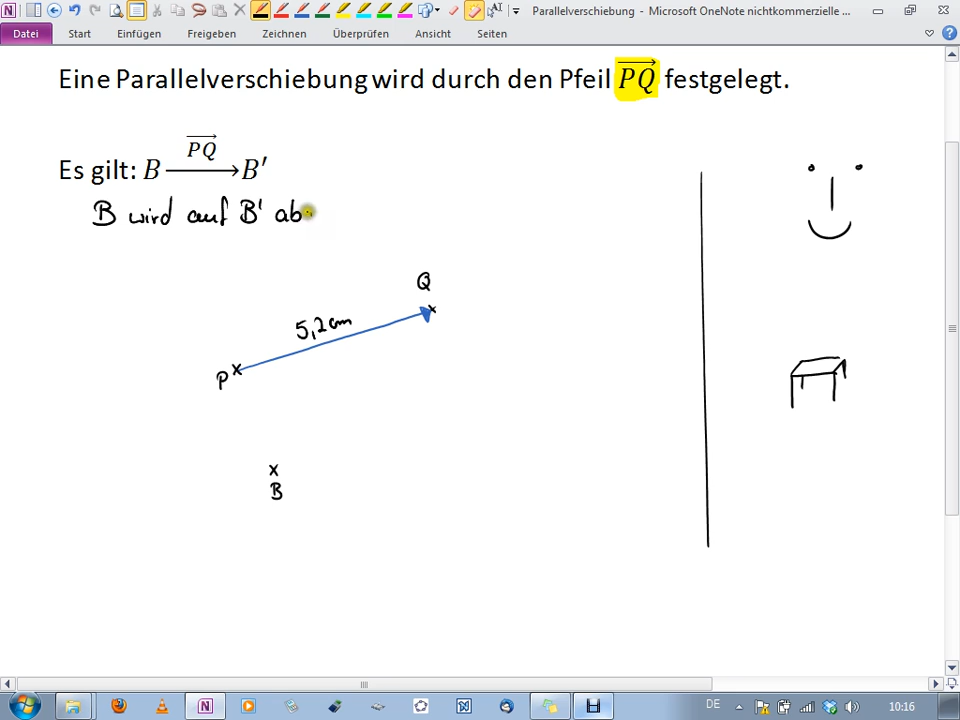 Parallelverschiebung - Microsoft OneNote nichtkommerzielle ...
Datei Start Einfügen Freigeben Zeichnen Überprüfen Ansicht Seiten
Eine Parallelverschiebung wird durch den Pfeil PQ festgelegt.
PQ
Es gilt: B → B′
B wird auf B' ab
Q
5,2 cm
P
B
DE 10:16